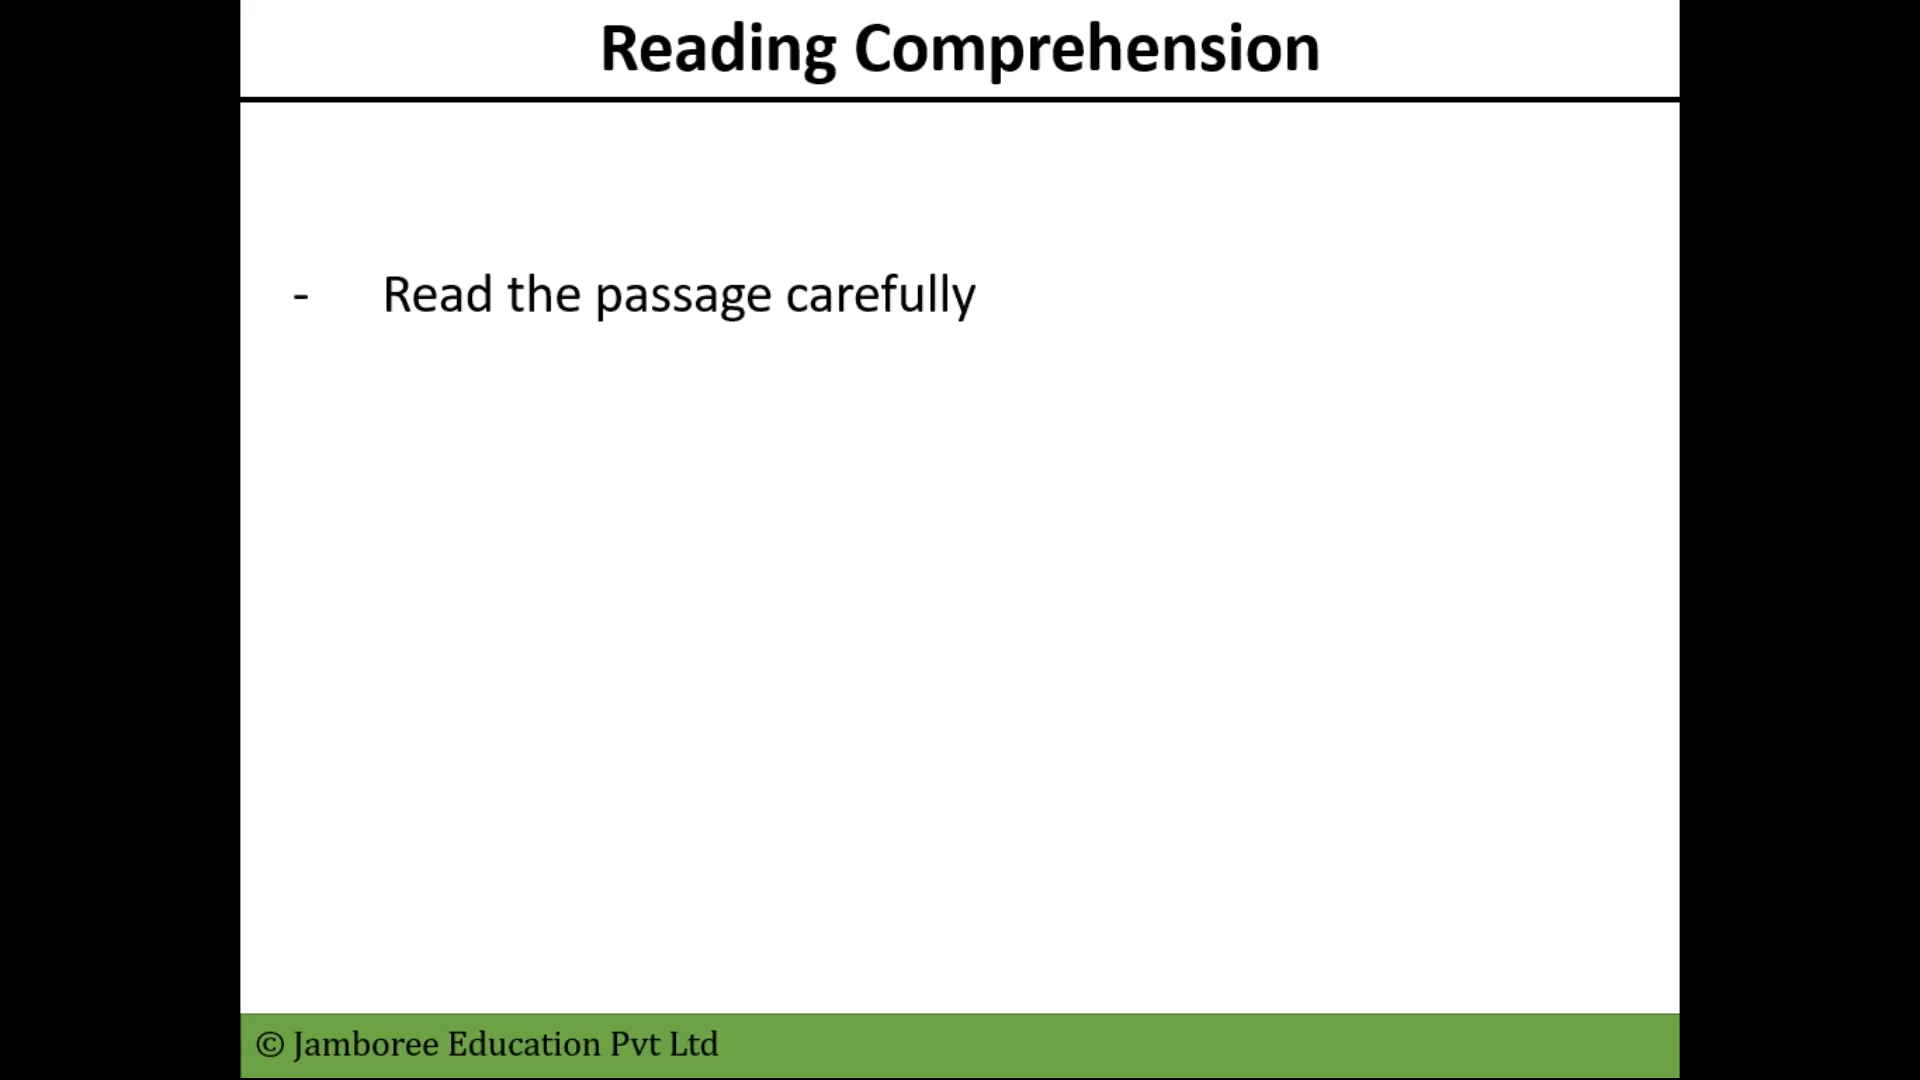 Reading Comprehension
- Read the passage carefully
© Jamboree Education Pvt Ltd